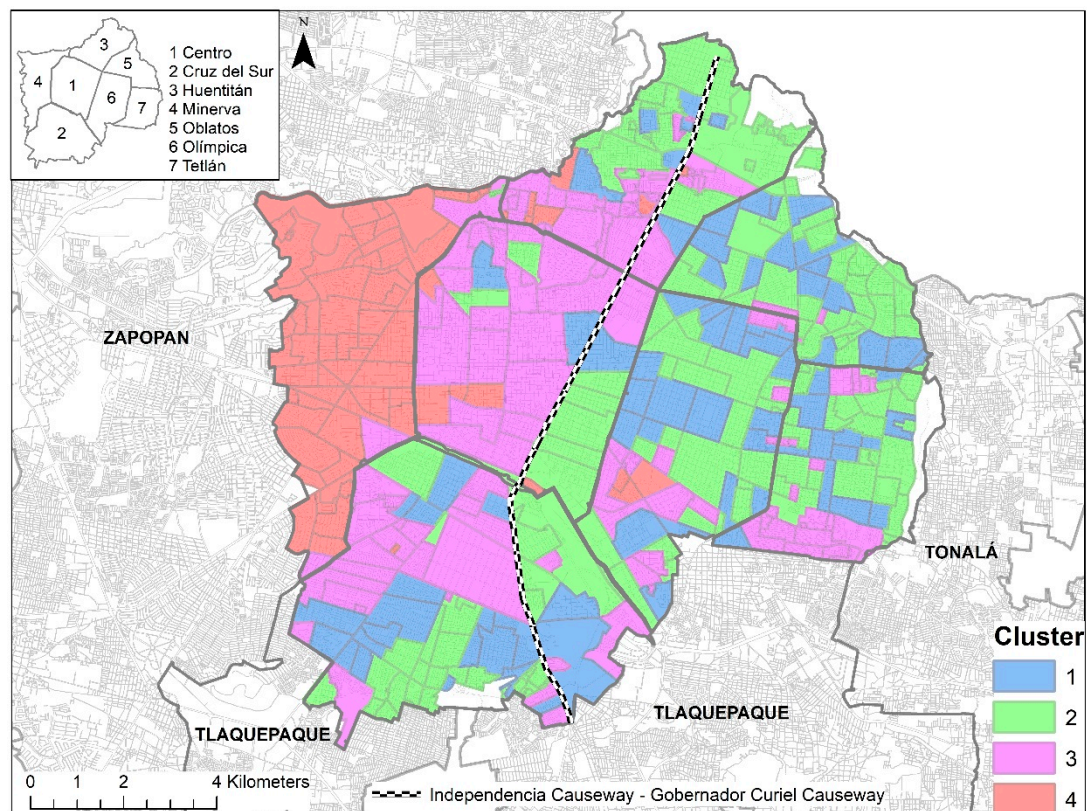 N
3
4
5
1
6
7
2
1 Centro
2 Cruz del Sur
3 Huentitán
4 Minerva
5 Oblatos
6 Olímpica
7 Tetlán
ZAPOPAN
TONALÁ
TLAQUEPAQUE
TLAQUEPAQUE
Cluster
1
2
3
4
0 1 2 4 Kilometers
Independencia Causeway - Gobernador Curiel Causeway